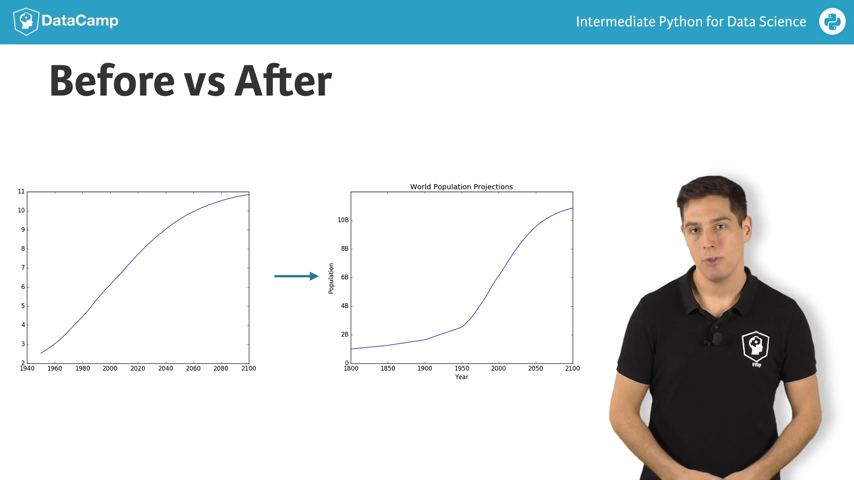 DataCamp
Intermediate Python for Data Science
Before vs After
11
10
9
8
7
6
5
4
3
2
1940 1960 1980 2000 2020 2040 2060 2080 2100
World Population Projections
10B
8B
6B
4B
2B
0
Population
1800 1850 1900 1950 2000 2050 2100
Year
Filip